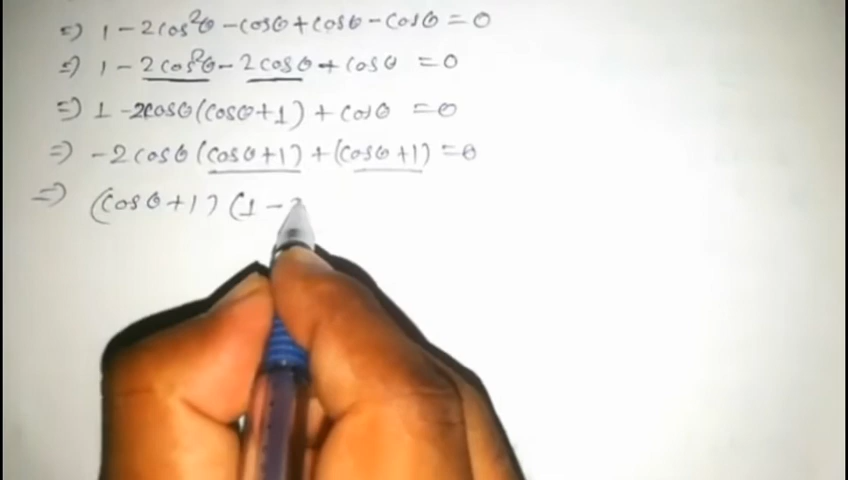 => 1 - 2cos²θ - cosθ + cosθ - cosθ = 0
=> 1 - 2cos²θ - 2cosθ + cosθ = 0
=> 1 - 2cosθ(cosθ+1) + cosθ = 0
=> -2cosθ(cosθ+1) + (cosθ+1) = 0
=> (cosθ+1) (1 -